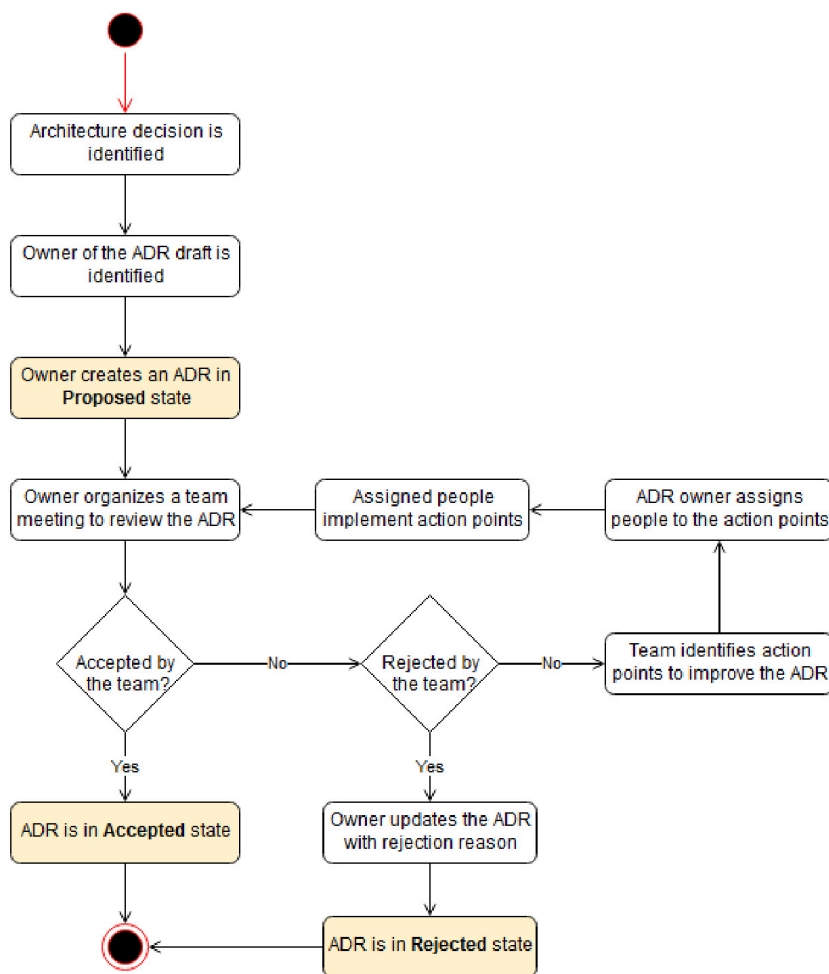 Architecture decision is
identified
Owner of the ADR draft is
identified
Owner creates an ADR in
Proposed state
Owner organizes a team
meeting to review the ADR
Assigned people
implement action points
ADR owner assigns
people to the action points
Accepted by
the team?
No
Rejected by
the team?
No
Team identifies action
points to improve the ADR
Yes
Yes
ADR is in Accepted state
Owner updates the ADR
with rejection reason
ADR is in Rejected state